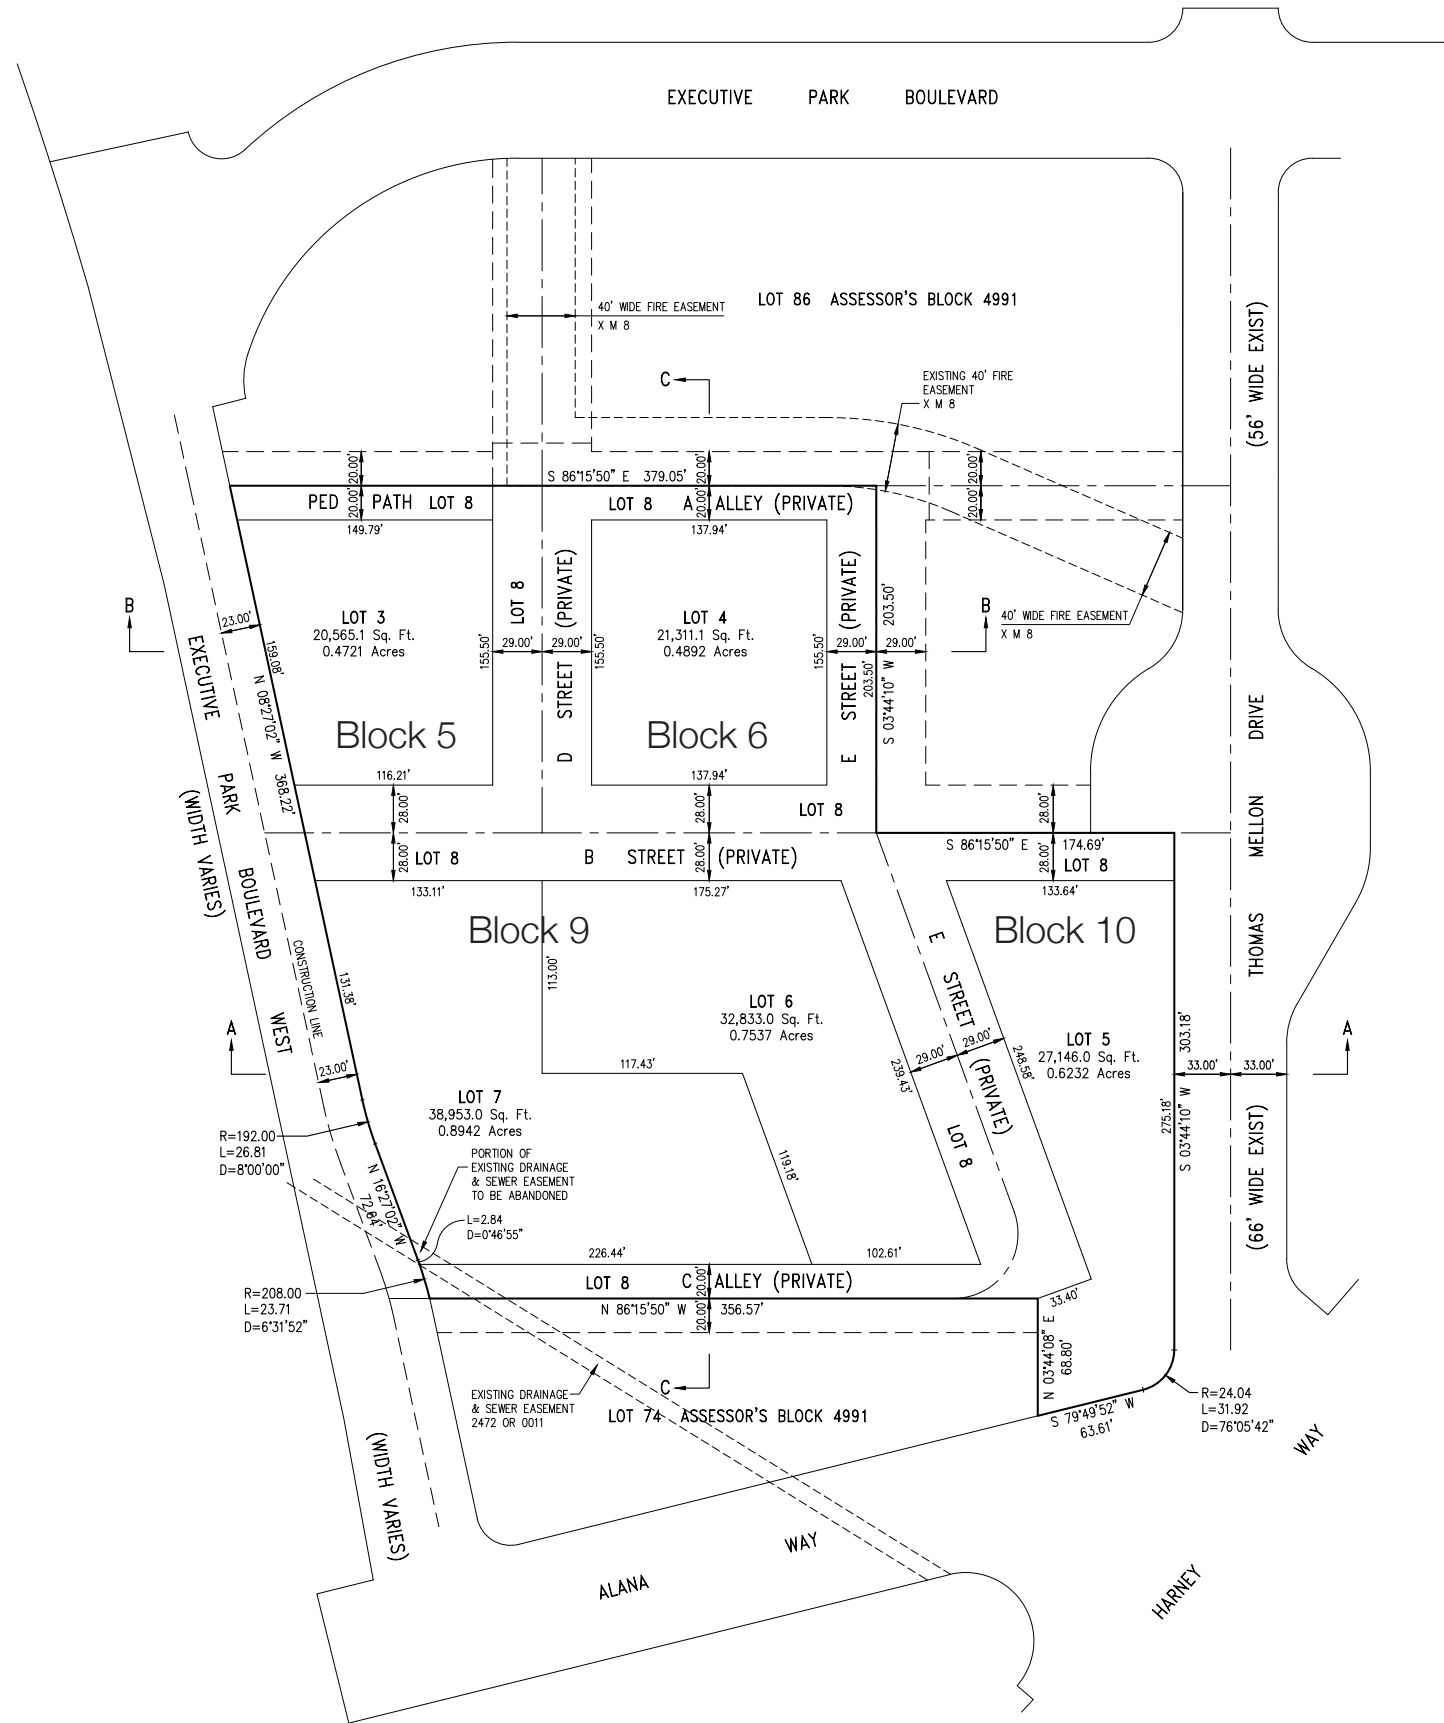 EXECUTIVE PARK BOULEVARD
LOT 86 ASSESSOR'S BLOCK 4991
40' WIDE FIRE EASEMENT
X M 8
(56' WIDE EXIST)
C
EXISTING 40' FIRE
EASEMENT
X M 8
20.00'
20.00'
20.00'
S 86°15'50" E 379.05'
20.00'
20.00'
20.00'
PED PATH LOT 8
LOT 8 A ALLEY (PRIVATE)
149.79'
137.94'
LOT 8
D STREET (PRIVATE)
E STREET (PRIVATE)
203.50'
203.50'
S 03°44'10" W
B
B
LOT 3
20,565.1 Sq. Ft.
0.4721 Acres
LOT 4
21,311.1 Sq. Ft.
0.4892 Acres
40' WIDE FIRE EASEMENT
X M 8
23.00'
159.08'
155.50'
29.00'
29.00'
155.50'
155.50'
29.00'
29.00'
N 08°27'02" W 368.22'
EXECUTIVE PARK BOULEVARD WEST
(WIDTH VARIES)
THOMAS MELLON DRIVE
Block 5
Block 6
116.21'
137.94'
28.00'
28.00'
28.00'
LOT 8
S 86°15'50" E 174.69'
28.00'
28.00'
28.00'
LOT 8
B STREET (PRIVATE)
LOT 8
133.11'
175.27'
133.64'
Block 9
Block 10
CONSTRUCTION LINE
131.38'
113.00'
E STREET (PRIVATE)
LOT 6
32,833.0 Sq. Ft.
0.7537 Acres
LOT 5
27,146.0 Sq. Ft.
0.6232 Acres
303.18'
A
A
23.00'
117.43'
239.43'
29.00'
29.00'
248.58'
33.00'
33.00'
275.18'
S 03°44'10" W
(66' WIDE EXIST)
LOT 7
38,953.0 Sq. Ft.
0.8942 Acres
LOT 8
R=192.00
L=26.81
D=8°00'00"
PORTION OF
EXISTING DRAINAGE
& SEWER EASEMENT
TO BE ABANDONED
119.18'
N 16°27'02" W
72.64'
L=2.84
D=0°46'55"
226.44'
102.61'
R=208.00
L=23.71
D=6°31'52"
LOT 8 C ALLEY (PRIVATE)
20.00'
20.00'
N 86°15'50" W 356.57'
33.40'
N 03°44'08" E
68.80'
EXISTING DRAINAGE
& SEWER EASEMENT
2472 OR 0011
C
LOT 74 ASSESSOR'S BLOCK 4991
S 79°49'52" W
63.61'
R=24.04
L=31.92
D=76°05'42"
(WIDTH VARIES)
ALANA WAY
HARNEY WAY